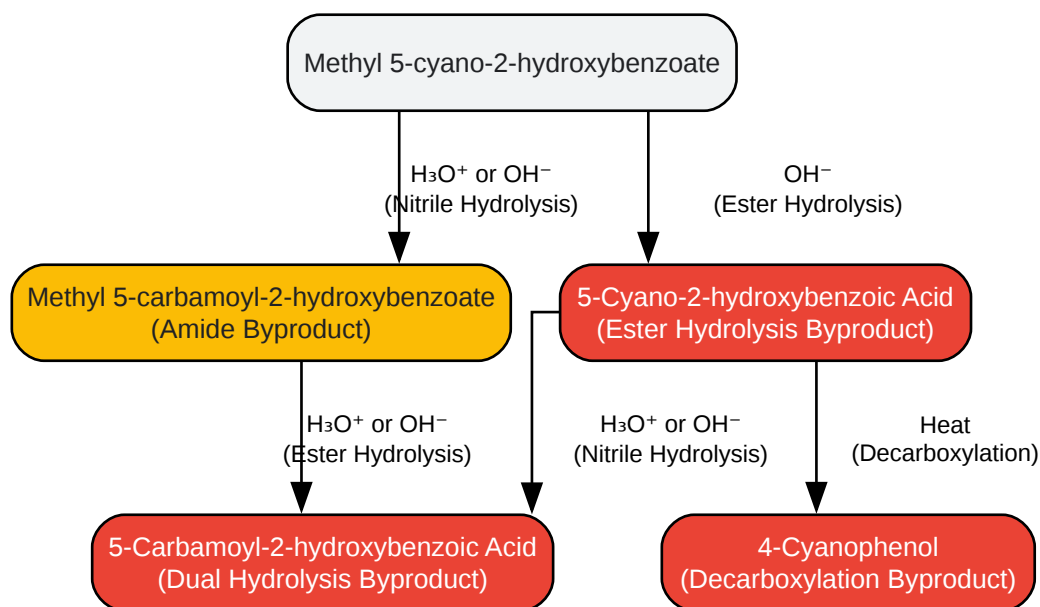 Methyl 5-cyano-2-hydroxybenzoate
H₃O⁺ or OH⁻
(Nitrile Hydrolysis)
OH⁻
(Ester Hydrolysis)
Methyl 5-carbamoyl-2-hydroxybenzoate
(Amide Byproduct)
5-Cyano-2-hydroxybenzoic Acid
(Ester Hydrolysis Byproduct)
H₃O⁺ or OH⁻
(Ester Hydrolysis)
H₃O⁺ or OH⁻
(Nitrile Hydrolysis)
Heat
(Decarboxylation)
5-Carbamoyl-2-hydroxybenzoic Acid
(Dual Hydrolysis Byproduct)
4-Cyanophenol
(Decarboxylation Byproduct)